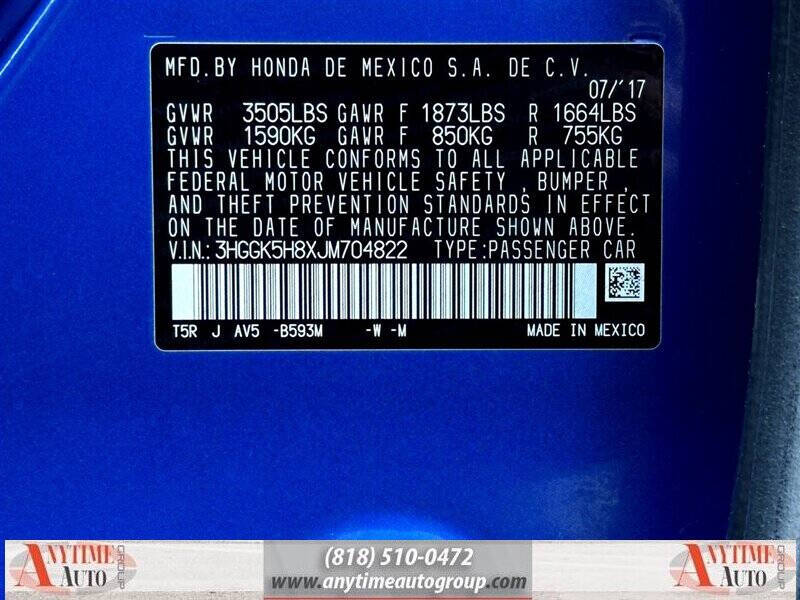 MFD. BY HONDA DE MEXICO S.A. DE C.V.
07/'17
GVWR 3505LBS GAWR F 1873LBS R 1664LBS
GVWR 1590KG GAWR F 850KG R 755KG
THIS VEHICLE CONFORMS TO ALL APPLICABLE
FEDERAL MOTOR VEHICLE SAFETY , BUMPER ,
AND THEFT PREVENTION STANDARDS IN EFFECT
ON THE DATE OF MANUFACTURE SHOWN ABOVE.
V.I.N.: 3HGGK5H8XJM704822 TYPE:PASSENGER CAR
T5R J AV5 -B593M -W -M MADE IN MEXICO
ANYTIME AUTO GROUP
(818) 510-0472
www.anytimeautogroup.com
ANYTIME AUTO GROUP